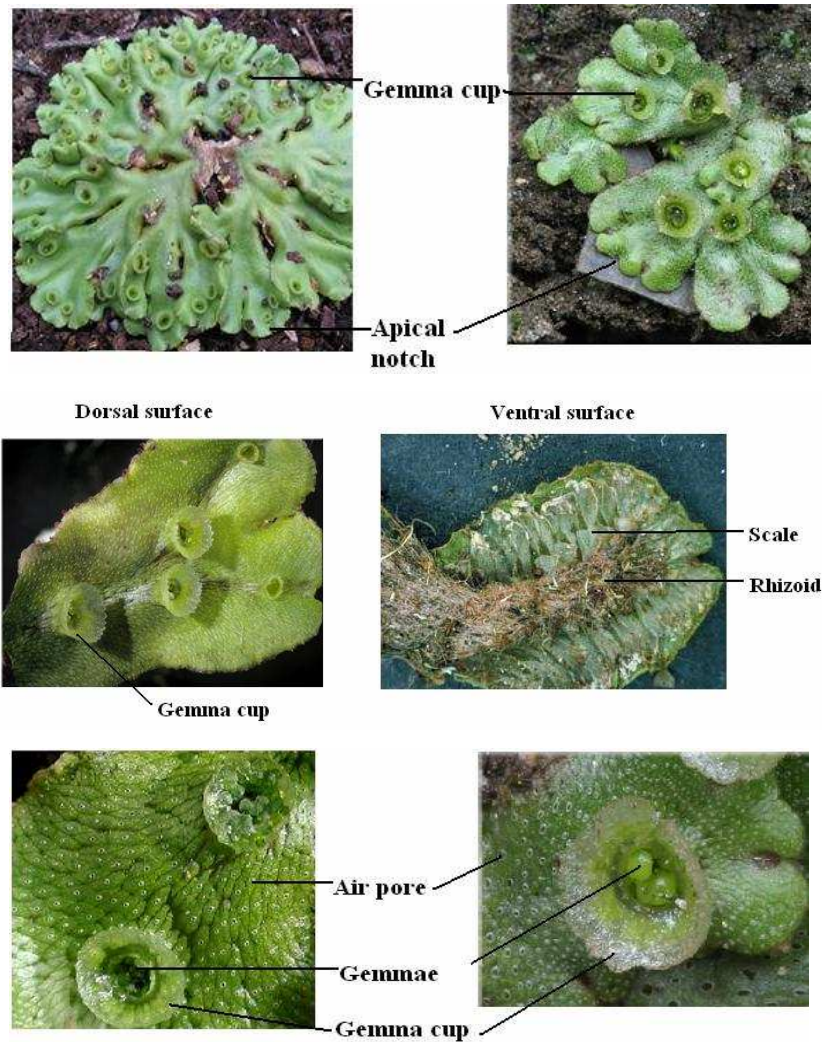 Gemma cup
Apical
notch
Dorsal surface
Ventral surface
Scale
Rhizoid
Gemma cup
Air pore
Gemmae
Gemma cup